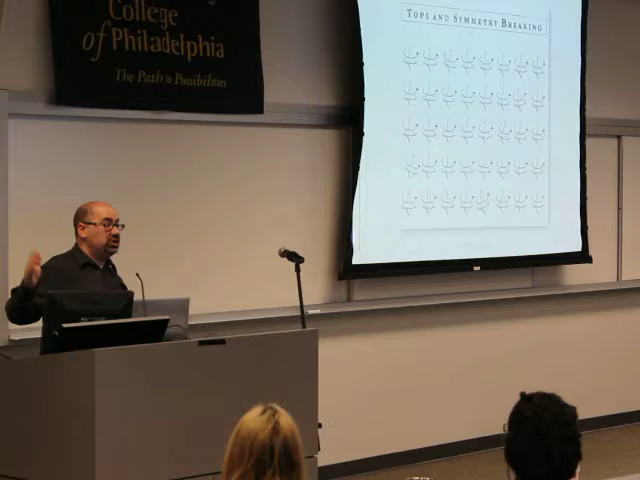 College
of Philadelphia
The Path to Possibilities
TOPS AND SYMMETRY BREAKING